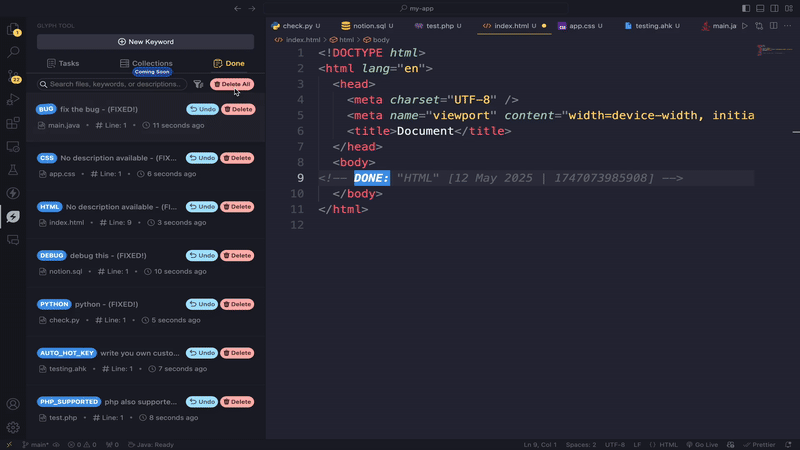 my-app
1
22
GLYPH TOOL
New Keyword
Tasks
Collections
Coming Soon
Done
Search files, keywords, or descriptions..
Delete All
BUG fix the bug - (FIXED!) Undo Delete
main.java • Line: 1 • 11 seconds ago
CSS No description available - (FIX... Undo Delete
app.css • Line: 1 • 6 seconds ago
HTML No description available - (FI... Undo Delete
index.html • Line: 9 • 3 seconds ago
DEBUG debug this - (FIXED!) Undo Delete
notion.sql • Line: 1 • 10 seconds ago
PYTHON python - (FIXED!) Undo Delete
check.py • Line: 1 • 5 seconds ago
AUTO_HOT_KEY write you own custo... Undo Delete
testing.ahk • Line: 1 • 7 seconds ago
PHP_SUPPORTED php also supporte... Undo Delete
test.php • Line: 1 • 8 seconds ago
check.py U notion.sql U test.php U index.html U app.css U testing.ahk U main.ja
index.html > html > body
1 <!DOCTYPE html>
2 <html lang="en">
3 <head>
4 <meta charset="UTF-8" />
5 <meta name="viewport" content="width=device-width, initia
6 <title>Document</title>
7 </head>
8 <body>
9 <!-- DONE: "HTML" [12 May 2025 | 1747073985908] -->
10 </body>
11 </html>
12
main* 0 0 0 Java: Ready Ln 9, Col 1 Spaces: 2 UTF-8 LF {} HTML Go Live Prettier